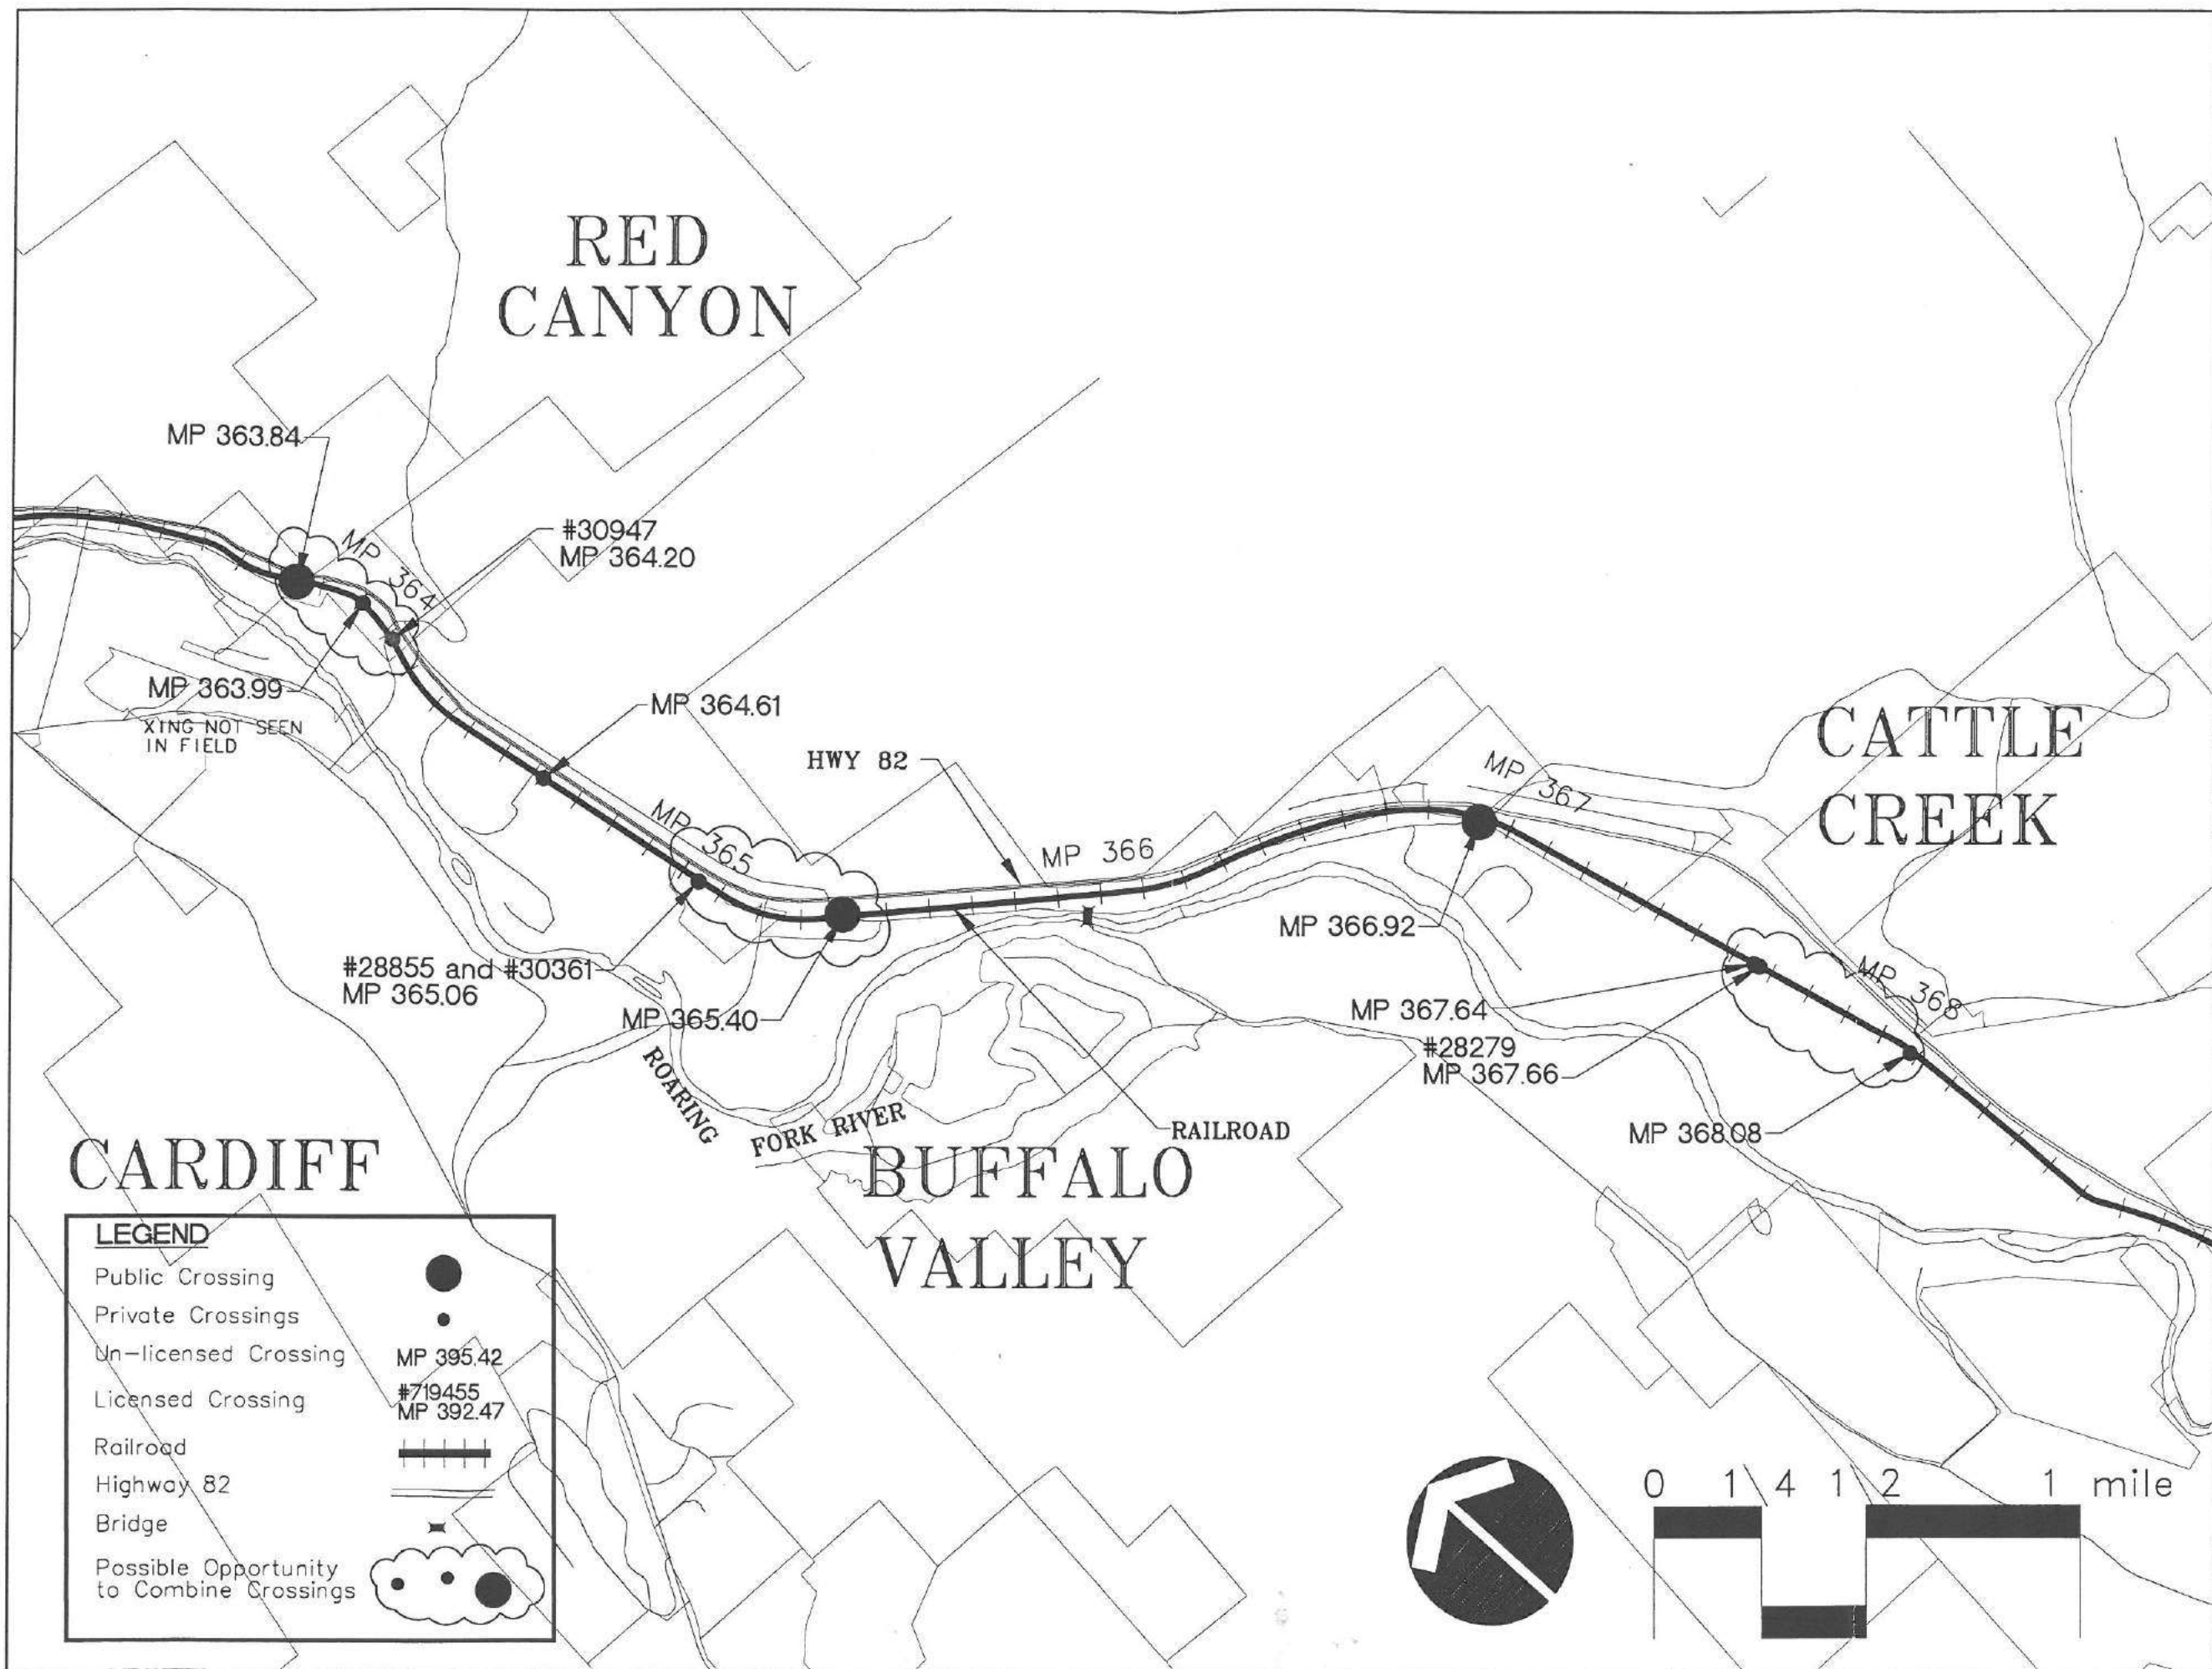 RED
CANYON
MP 363.84
#30947
MP 364.20
MP 364
MP 363.99
XING NOT SEEN
IN FIELD
MP 364.61
HWY 82
MP 365
MP 366
MP 367
CATTLE
CREEK
MP 366.92
#28855 and #30361
MP 365.06
MP 365.40
MP 367.64
#28279
MP 367.66
MP 368
MP 368.08
ROARING
FORK RIVER
RAILROAD
CARDIFF
BUFFALO
VALLEY
LEGEND
Public Crossing
Private Crossings
Un-licensed Crossing MP 395.42
Licensed Crossing #719455
MP 392.47
Railroad
Highway 82
Bridge
Possible Opportunity
to Combine Crossings
0 1\4 1\2 1 mile